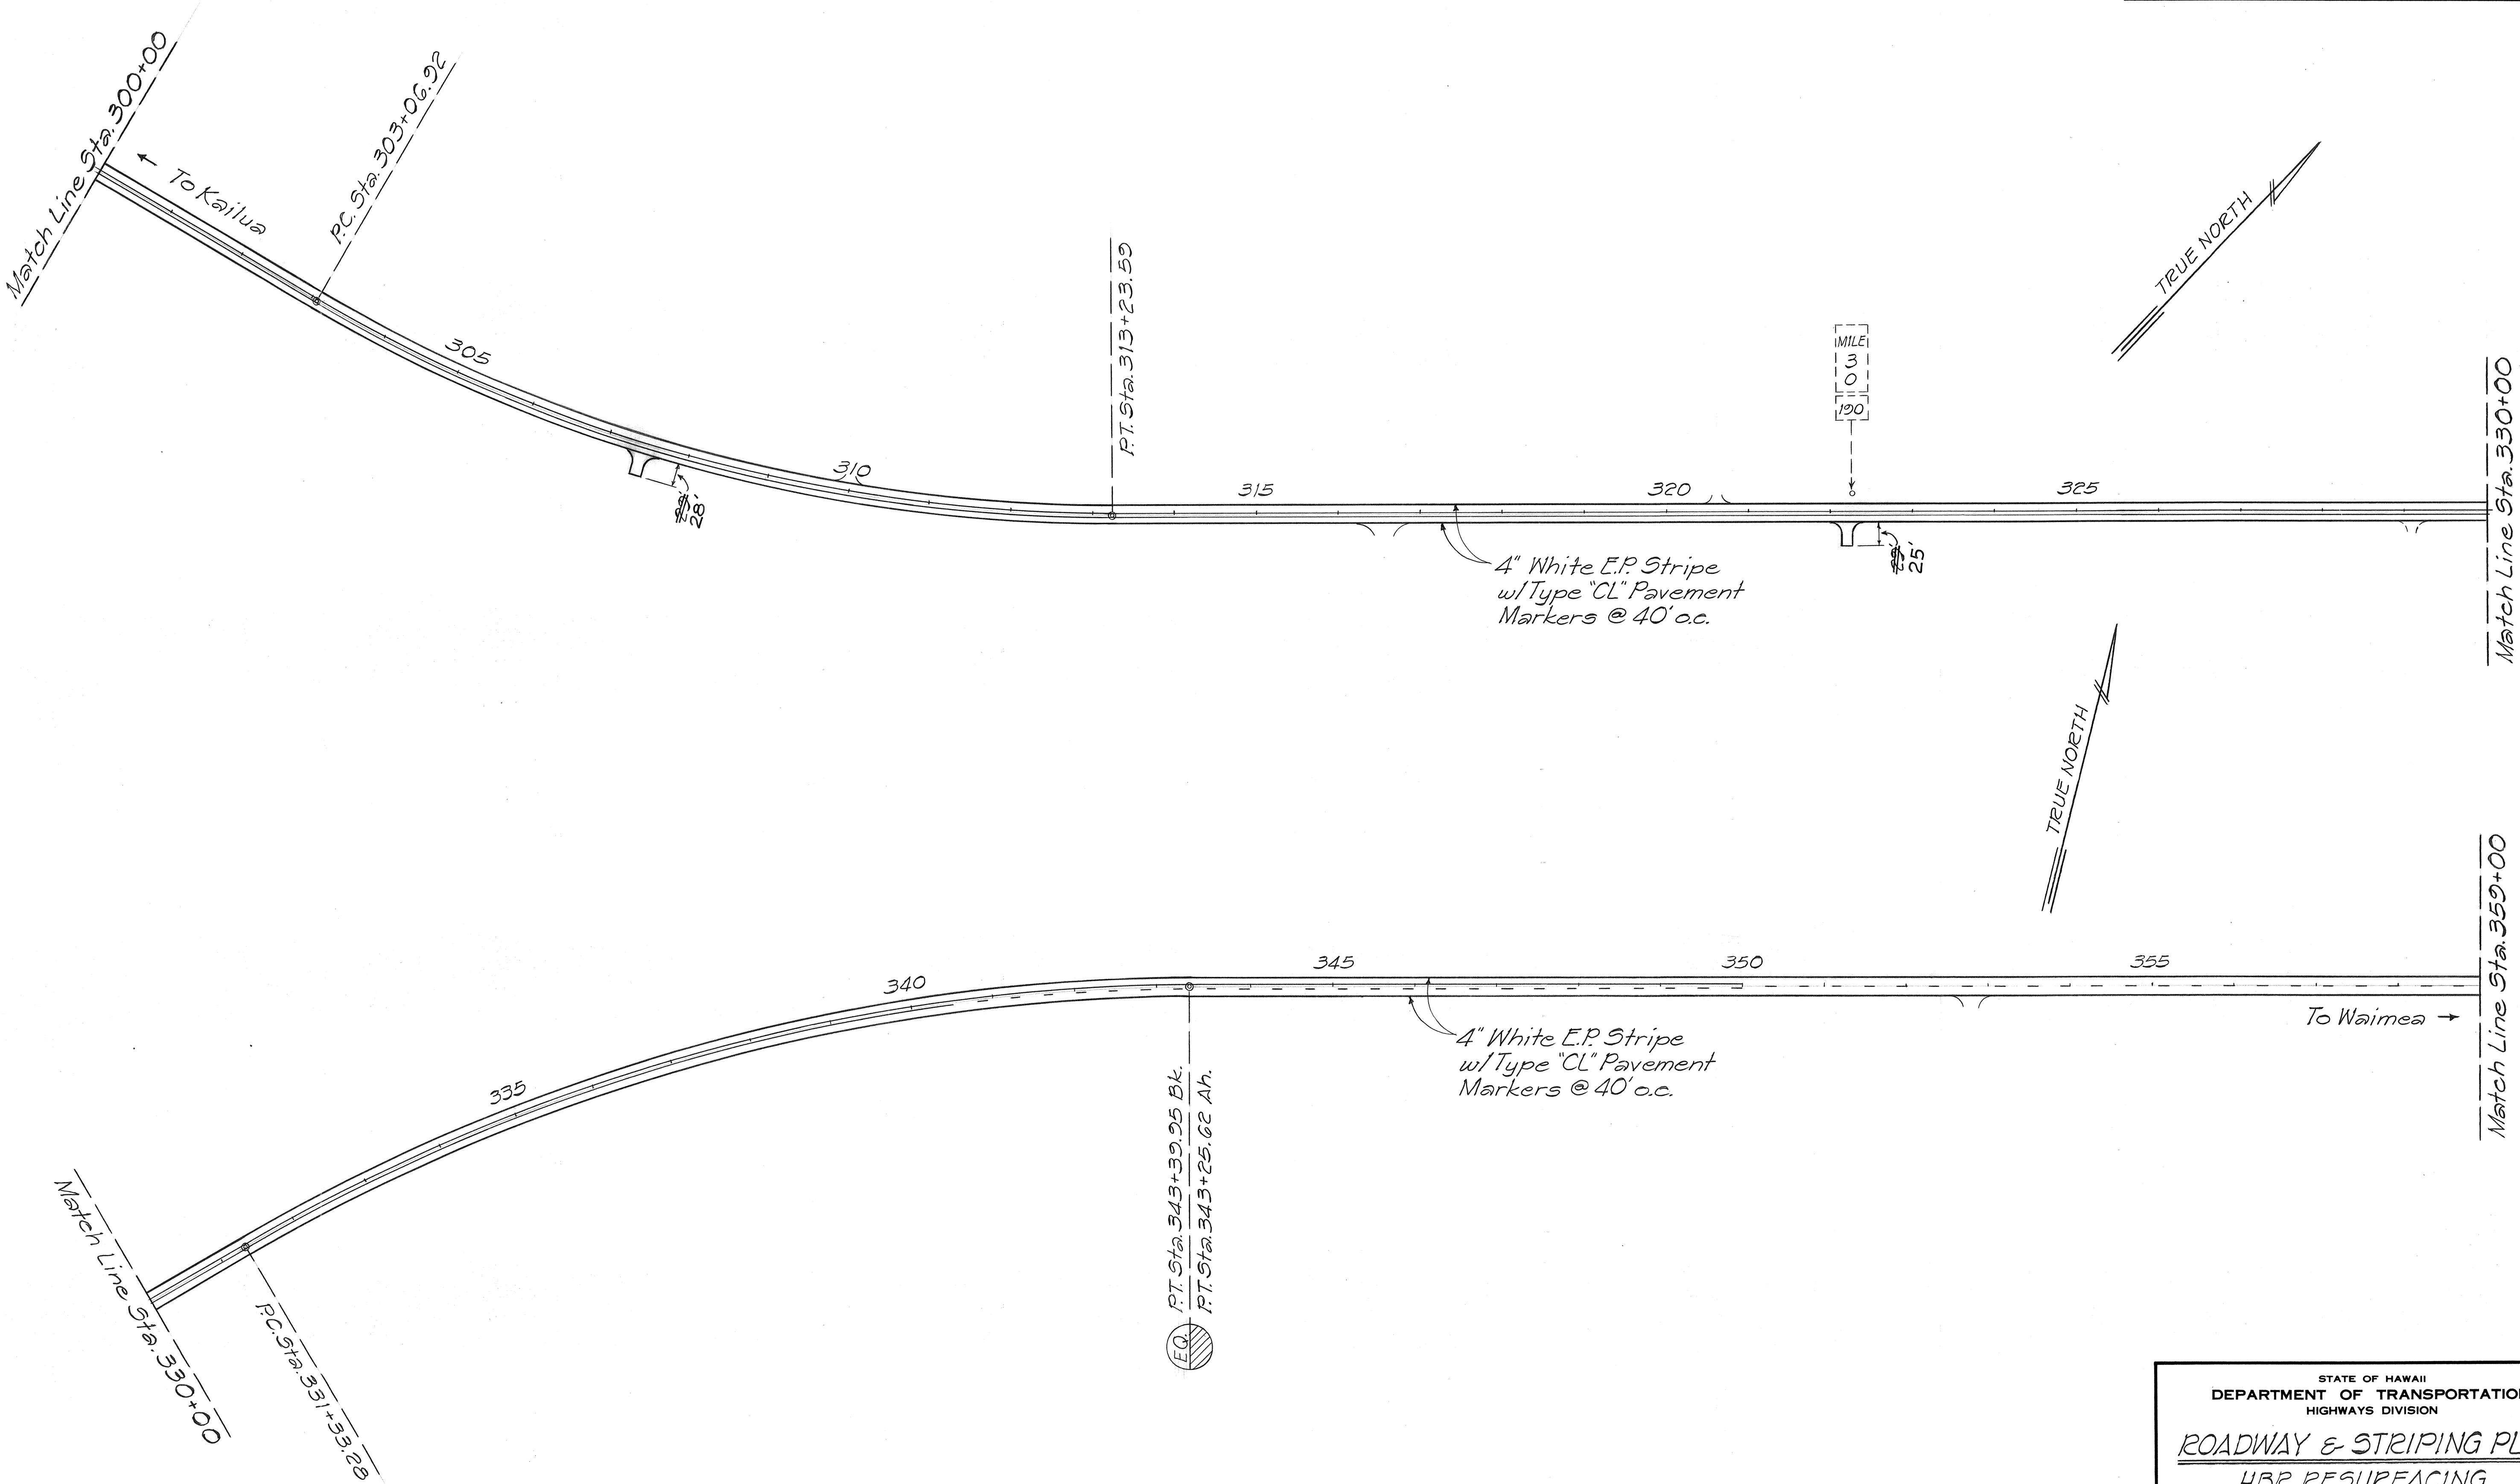 Match Line Sta. 300+00
To Kailua
P.C. Sta. 303+06.92
305
28'
310
P.T. Sta. 313+23.59
315
4" White E.P. Stripe
w/ Type "CL" Pavement
Markers @ 40' o.c.
320
MILE
3
0
190
25'
325
TRUE NORTH
Match Line Sta. 330+00
TRUE NORTH
Match Line Sta. 330+00
P.C. Sta. 331+33.28
335
340
P.T. Sta. 343+39.95 Bk.
P.T. Sta. 343+25.62 Ah.
EQ.
345
4" White E.P. Stripe
w/ Type "CL" Pavement
Markers @ 40' o.c.
350
355
To Waimea
Match Line Sta. 359+00
STATE OF HAWAII
DEPARTMENT OF TRANSPORTATION
HIGHWAYS DIVISION
ROADWAY & STRIPING PL
HBR RESURFACING